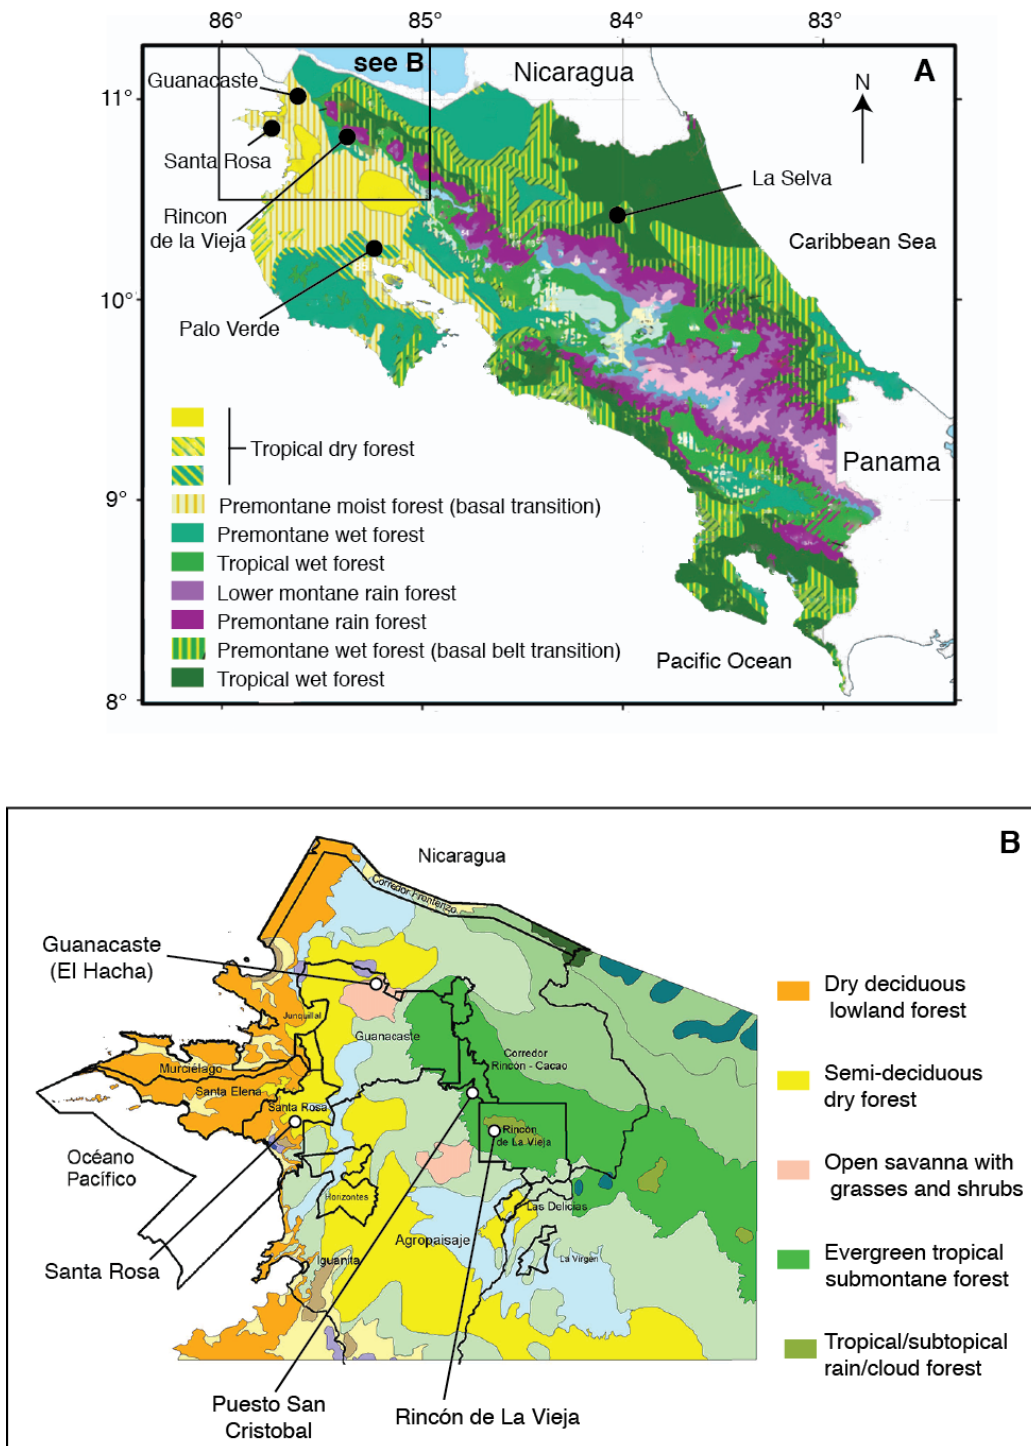 86°
85°
84°
83°
see B
Nicaragua
A
Guanacaste
N
11°
Santa Rosa
La Selva
Rincon
de la Vieja
Caribbean Sea
10°
Palo Verde
Tropical dry forest
Panama
9°
Premontane moist forest (basal transition)
Premontane wet forest
Tropical wet forest
Lower montane rain forest
Premontane rain forest
Premontane wet forest (basal belt transition)
Pacific Ocean
Tropical wet forest
8°
B
Nicaragua
Corredor Fronterizo
Guanacaste
(El Hacha)
Dry deciduous
lowland forest
Junquillal
Guanacaste
Corredor
Rincón - Cacao
Murciélago
Santa Elena
Semi-deciduous
dry forest
Santa Rosa
Rincón
de La Vieja
Océano
Pacífico
Open savanna with
grasses and shrubs
Horizontes
Las Delicias
Agropaisaje
Santa Rosa
Iguanita
La Virgen
Evergreen tropical
submontane forest
Tropical/subtopical
rain/cloud forest
Puesto San
Cristobal
Rincón de La Vieja